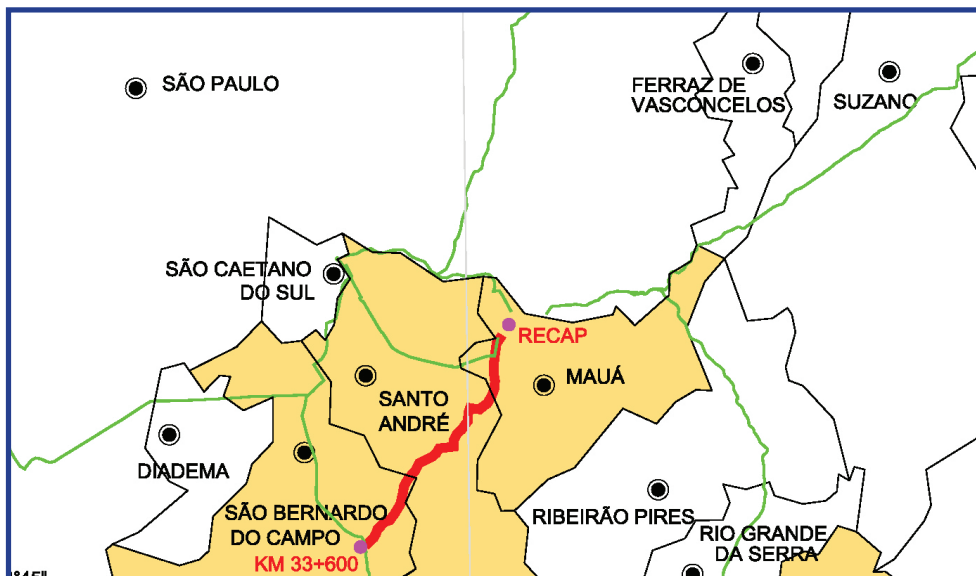 SÃO PAULO
FERRAZ DE
VASCONCELOS
SUZANO
SÃO CAETANO
DO SUL
RECAP
MAUÁ
SANTO
ANDRÉ
DIADEMA
SÃO BERNARDO
DO CAMPO
KM 33+600
RIBEIRÃO PIRES
RIO GRANDE
DA SERRA